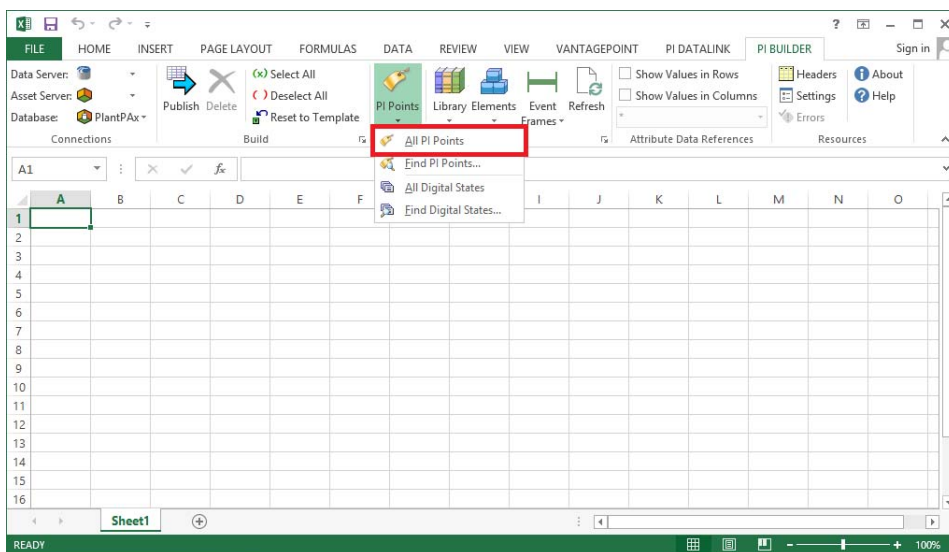 ?
FILE HOME INSERT PAGE LAYOUT FORMULAS DATA REVIEW VIEW VANTAGEPOINT PI DATALINK PI BUILDER Sign in
Data Server:
Asset Server:
Database: PlantPAx
Connections
Publish Delete
(x) Select All
( ) Deselect All
Reset to Template
Build
PI Points Library Elements Event Frames Refresh
Show Values in Rows
Show Values in Columns
*
Attribute Data References
Headers
Settings
Errors
About
Help
Resources
All PI Points
Find PI Points...
All Digital States
Find Digital States...
A1 fx
A B C D E F I J K L M N O
1
2
3
4
5
6
7
8
9
10
11
12
13
14
15
16
Sheet1
READY 100%